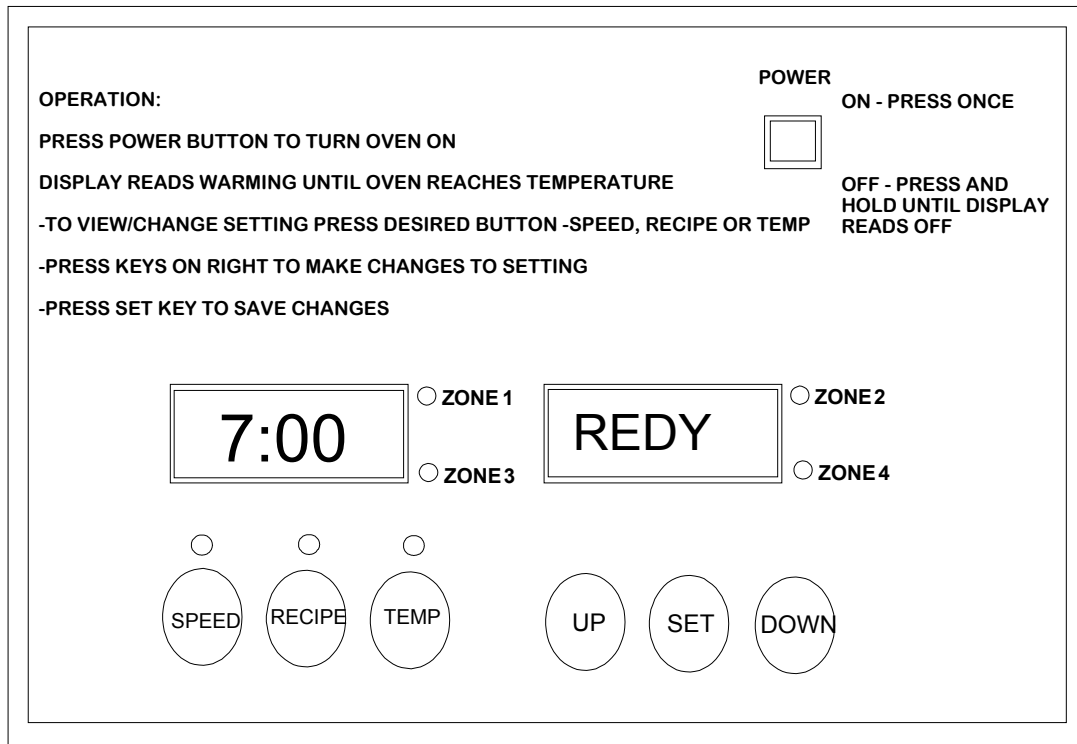 POWER
OPERATION:
ON - PRESS ONCE
PRESS POWER BUTTON TO TURN OVEN ON
DISPLAY READS WARMING UNTIL OVEN REACHES TEMPERATURE
OFF - PRESS AND
HOLD UNTIL DISPLAY
READS OFF
-TO VIEW/CHANGE SETTING PRESS DESIRED BUTTON -SPEED, RECIPE OR TEMP
-PRESS KEYS ON RIGHT TO MAKE CHANGES TO SETTING
-PRESS SET KEY TO SAVE CHANGES
7:00
ZONE 1
ZONE 3
REDY
ZONE 2
ZONE 4
SPEED
RECIPE
TEMP
UP
SET
DOWN